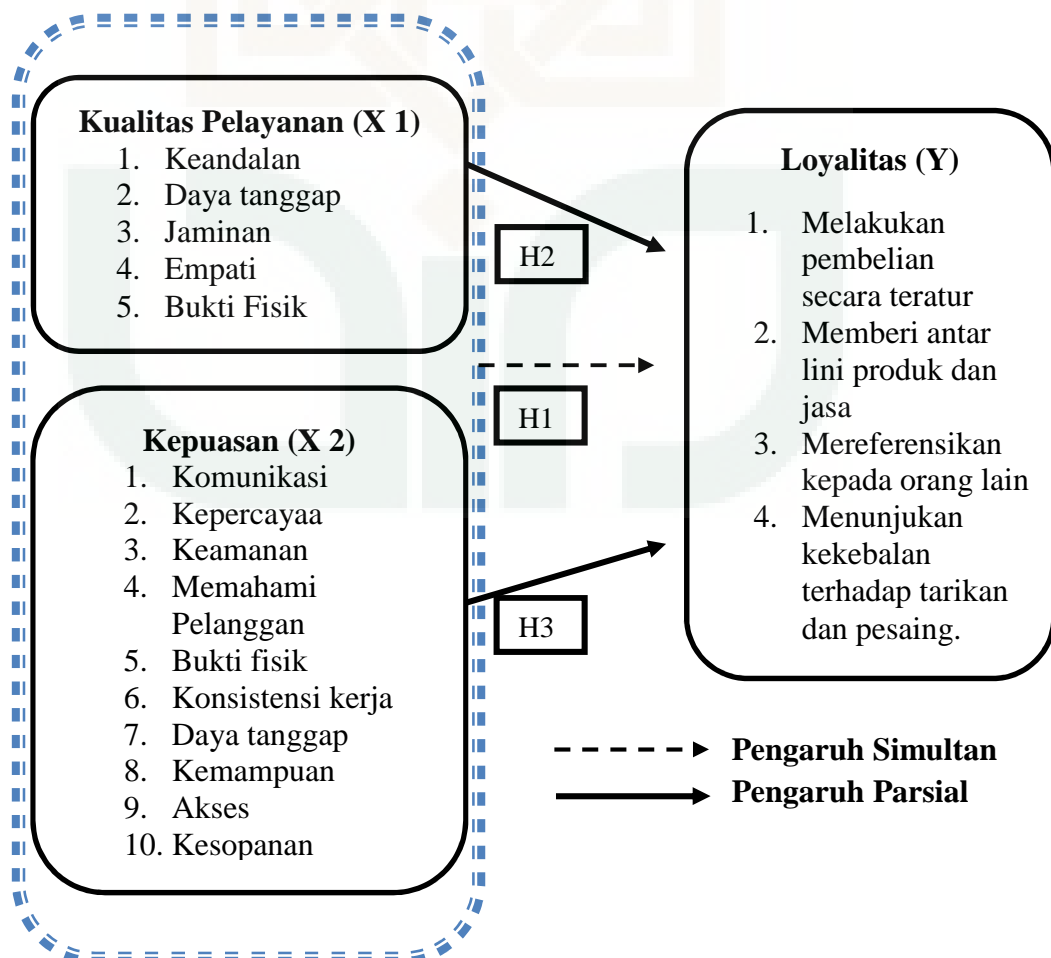 Kualitas Pelayanan (X 1)
1. Keandalan
2. Daya tanggap
3. Jaminan
4. Empati
5. Bukti Fisik
Kepuasan (X 2)
1. Komunikasi
2. Kepercayaa
3. Keamanan
4. Memahami
Pelanggan
5. Bukti fisik
6. Konsistensi kerja
7. Daya tanggap
8. Kemampuan
9. Akses
10. Kesopanan
H2
H1
H3
Loyalitas (Y)
1. Melakukan
pembelian
secara teratur
2. Memberi antar
lini produk dan
jasa
3. Mereferensikan
kepada orang lain
4. Menunjukan
kekebalan
terhadap tarikan
dan pesaing.
Pengaruh Simultan
Pengaruh Parsial